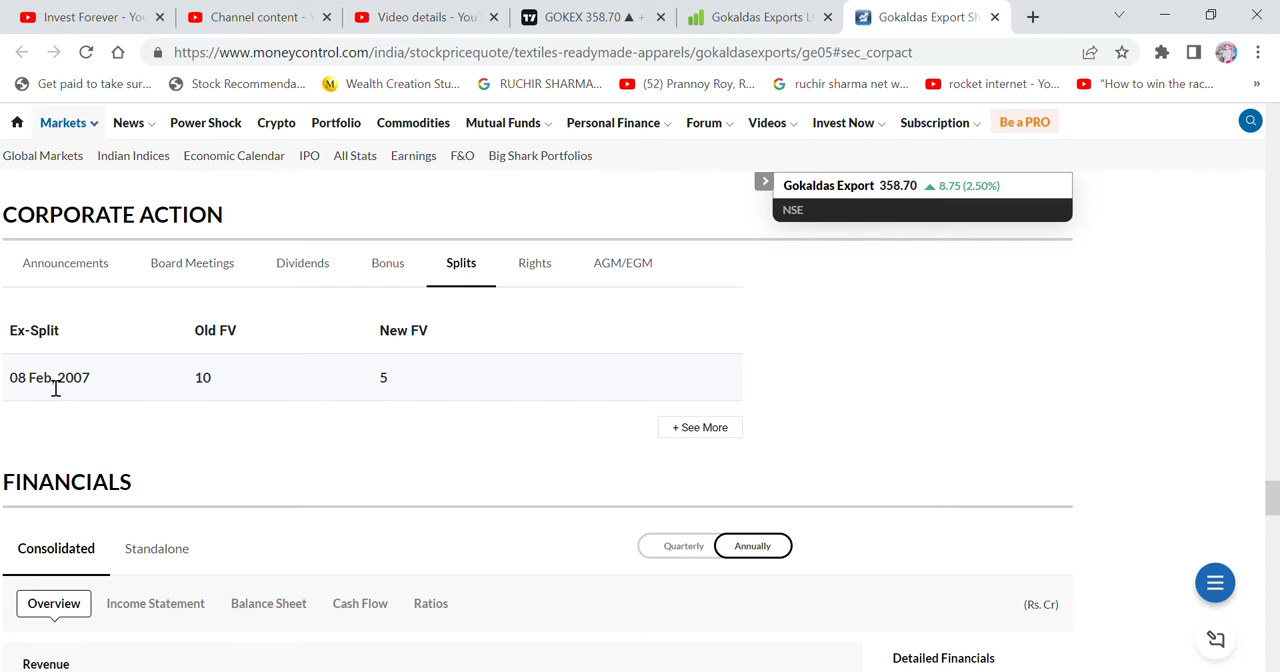 Invest Forever - You
Channel content - Y
Video details - YouT
GOKEX 358.70 ▲ +
Gokaldas Exports L
Gokaldas Export Sh
https://www.moneycontrol.com/india/stockpricequote/textiles-readymade-apparels/gokaldasexports/ge05#sec_corpact
Get paid to take sur...
Stock Recommenda...
Wealth Creation Stu...
RUCHIR SHARMA...
(52) Prannoy Roy, R...
ruchir sharma net w...
rocket internet - Yo...
"How to win the rac...
»
Markets News Power Shock Crypto Portfolio Commodities Mutual Funds Personal Finance Forum Videos Invest Now Subscription Be a PRO
Global Markets Indian Indices Economic Calendar IPO All Stats Earnings F&O Big Shark Portfolios
Gokaldas Export 358.70 ▲ 8.75 (2.50%)
NSE
CORPORATE ACTION
Announcements Board Meetings Dividends Bonus Splits Rights AGM/EGM
Ex-Split Old FV New FV
08 Feb, 2007 10 5
+ See More
FINANCIALS
Consolidated Standalone Quarterly Annually
Overview Income Statement Balance Sheet Cash Flow Ratios (Rs. Cr)
Revenue Detailed Financials